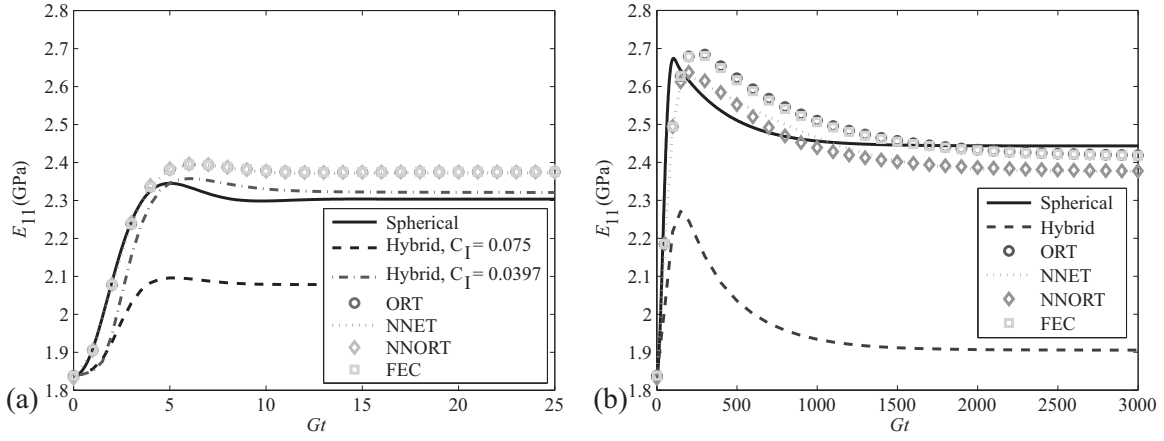 2.8
2.7
2.6
2.5
2.4
2.3
2.2
2.1
2
1.9
1.8
E11 (GPa)
0 5 10 15 20 25
Gt
(a)
Spherical
Hybrid, CI = 0.075
Hybrid, CI = 0.0397
ORT
NNET
NNORT
FEC
2.8
2.7
2.6
2.5
2.4
2.3
2.2
2.1
2
1.9
1.8
E11 (GPa)
0 500 1000 1500 2000 2500 3000
Gt
(b)
Spherical
Hybrid
ORT
NNET
NNORT
FEC